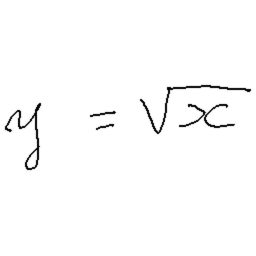 y = √x